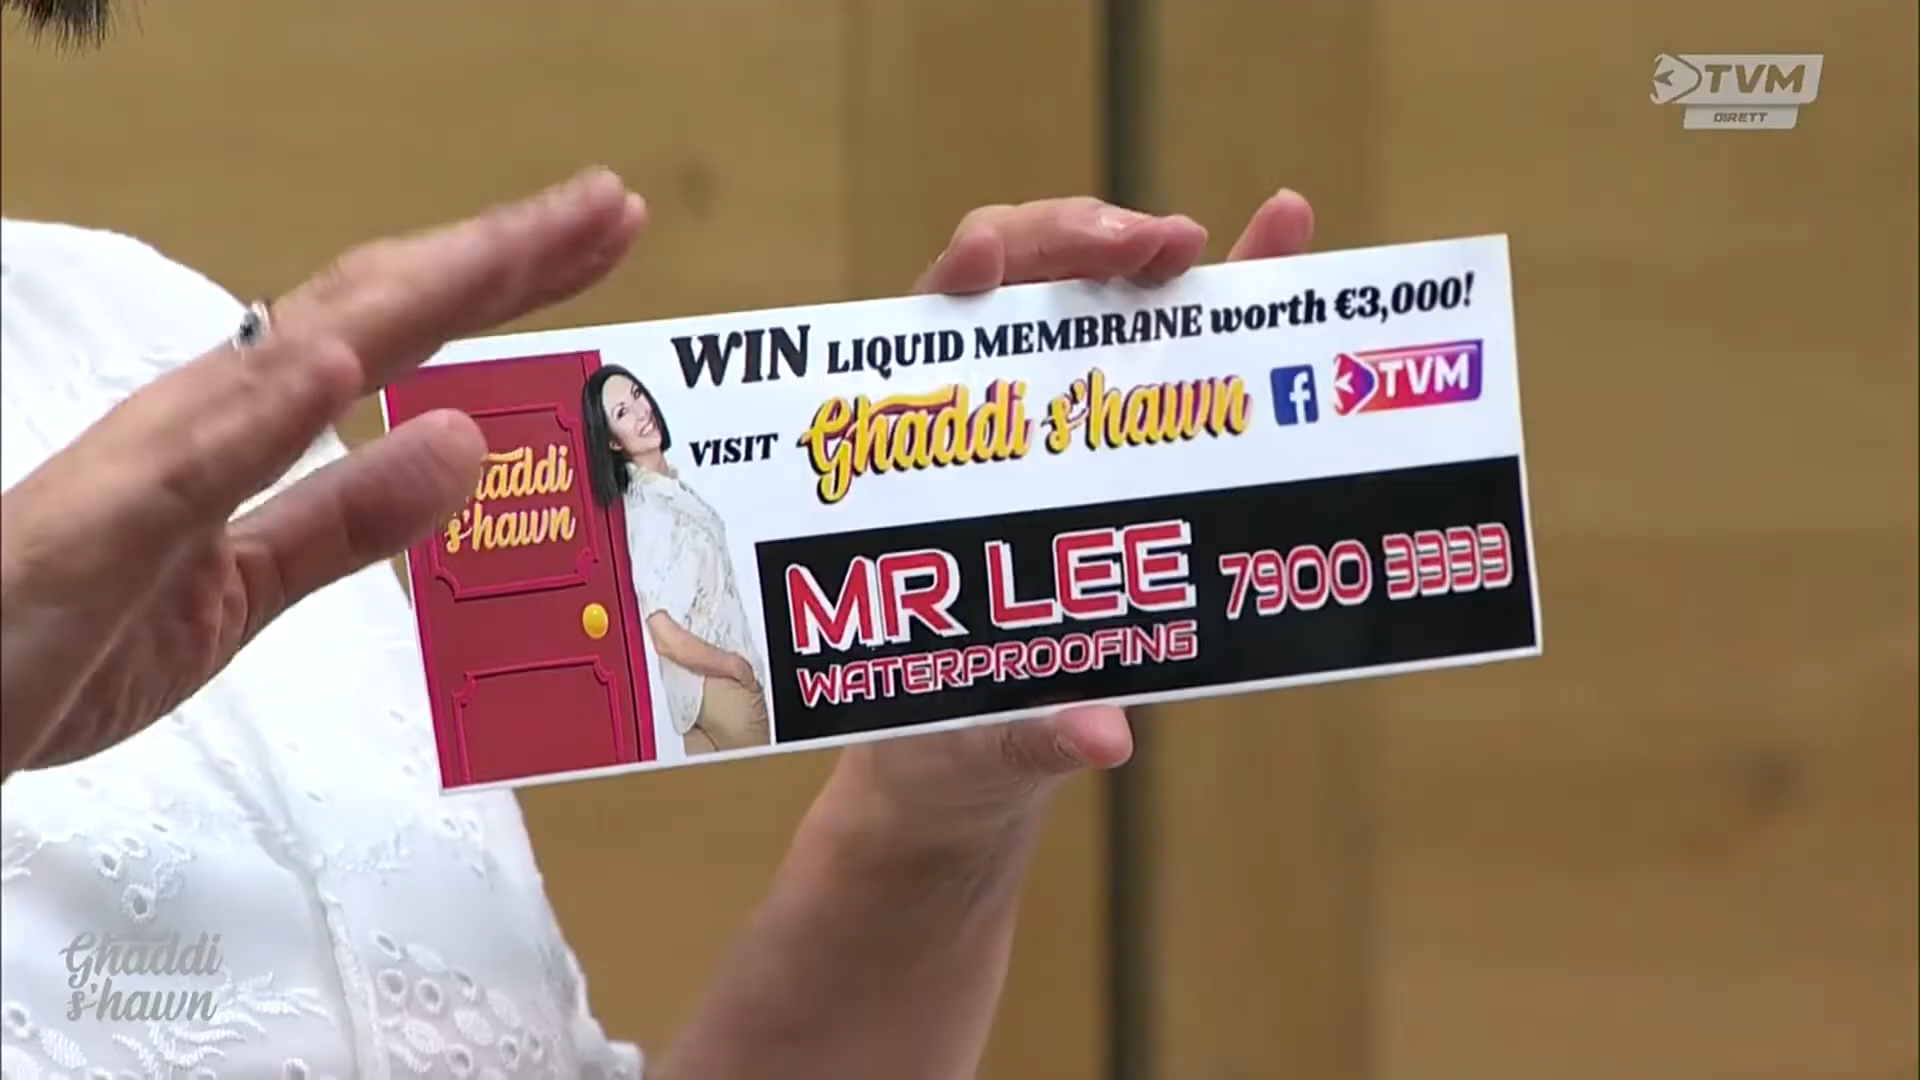 TVM
DIRETT
WIN LIQUID MEMBRANE worth €3,000!
VISIT Ghaddi s'hawn f TVM
s'hawn
MR LEE 7900 3333
WATERPROOFING
Ghaddi
s'hawn